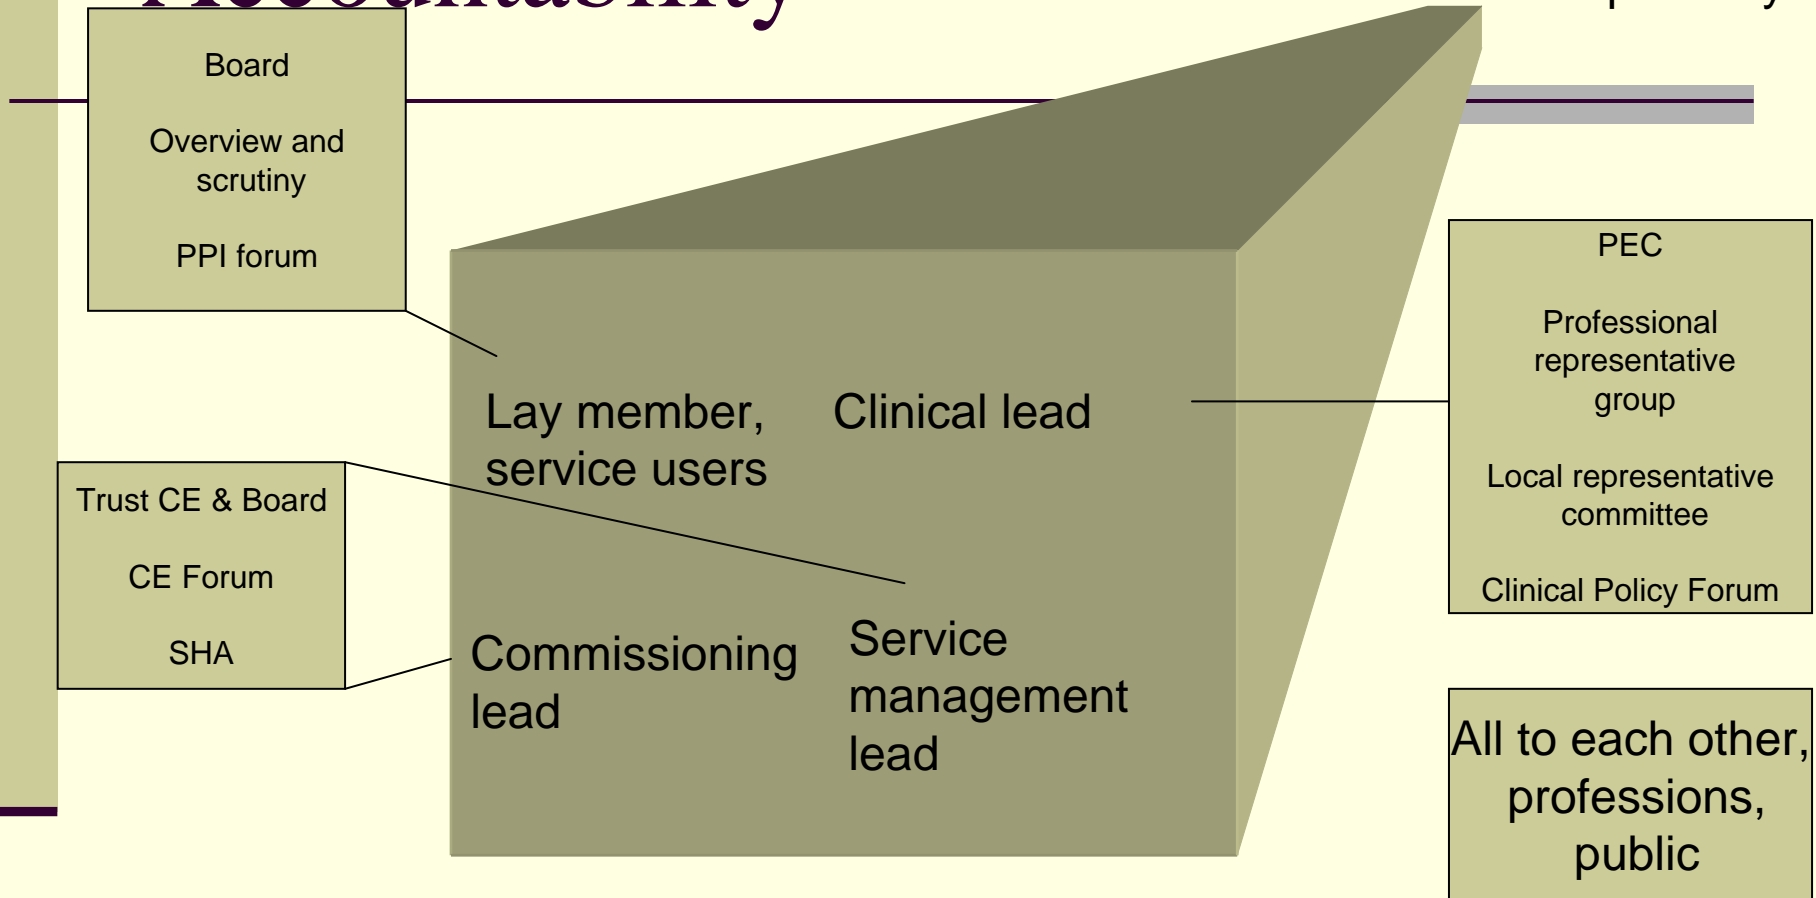 Accountability
Board
Overview and
scrutiny
PPI forum
Lay member,
service users
Clinical lead
PEC
Professional
representative
group
Local representative
committee
Clinical Policy Forum
Trust CE & Board
CE Forum
SHA
Commissioning
lead
Service
management
lead
All to each other,
professions,
public